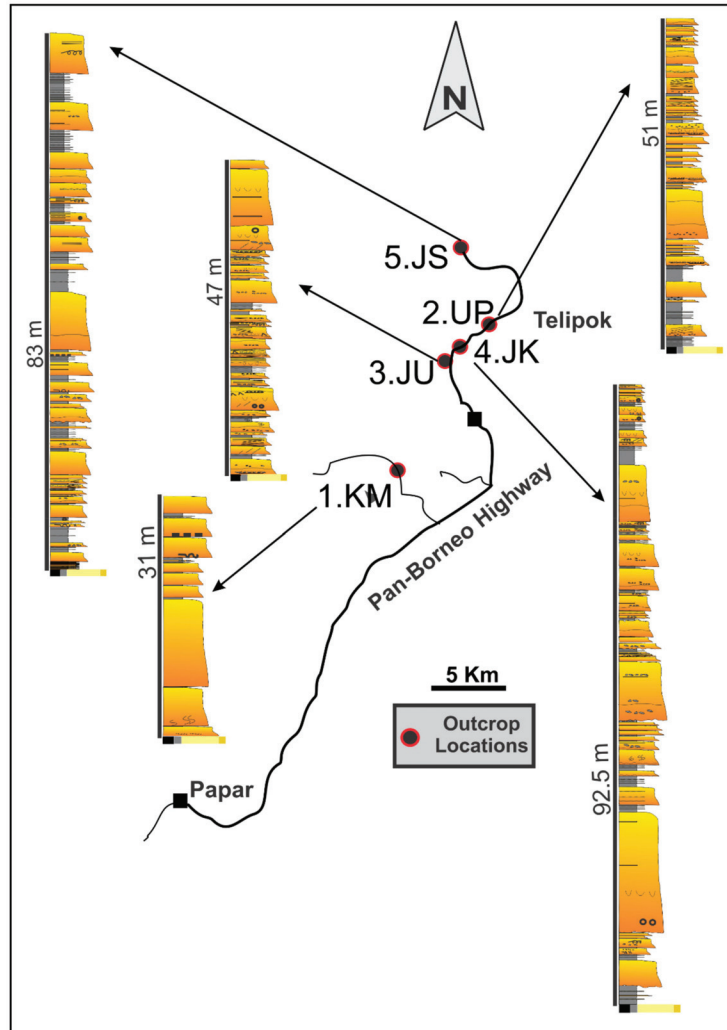 N
51 m
47 m
83 m
5.JS
2.UP
Telipok
4.JK
3.JU
1.KM
Pan-Borneo Highway
31 m
5 Km
Outcrop
Locations
92.5 m
Papar